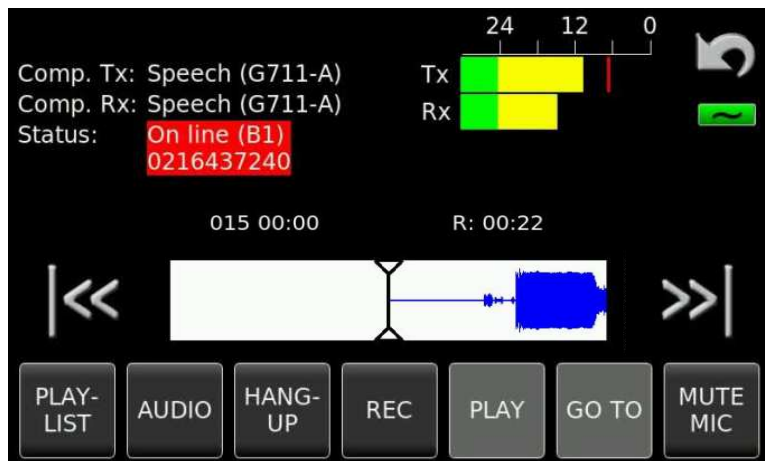 24 12 0
Comp. Tx: Speech (G711-A) Tx
Comp. Rx: Speech (G711-A) Rx
Status: On line (B1)
0216437240
015 00:00 R: 00:22
|<< >>|
PLAY-
LIST
AUDIO
HANG-
UP
REC
PLAY
GO TO
MUTE
MIC